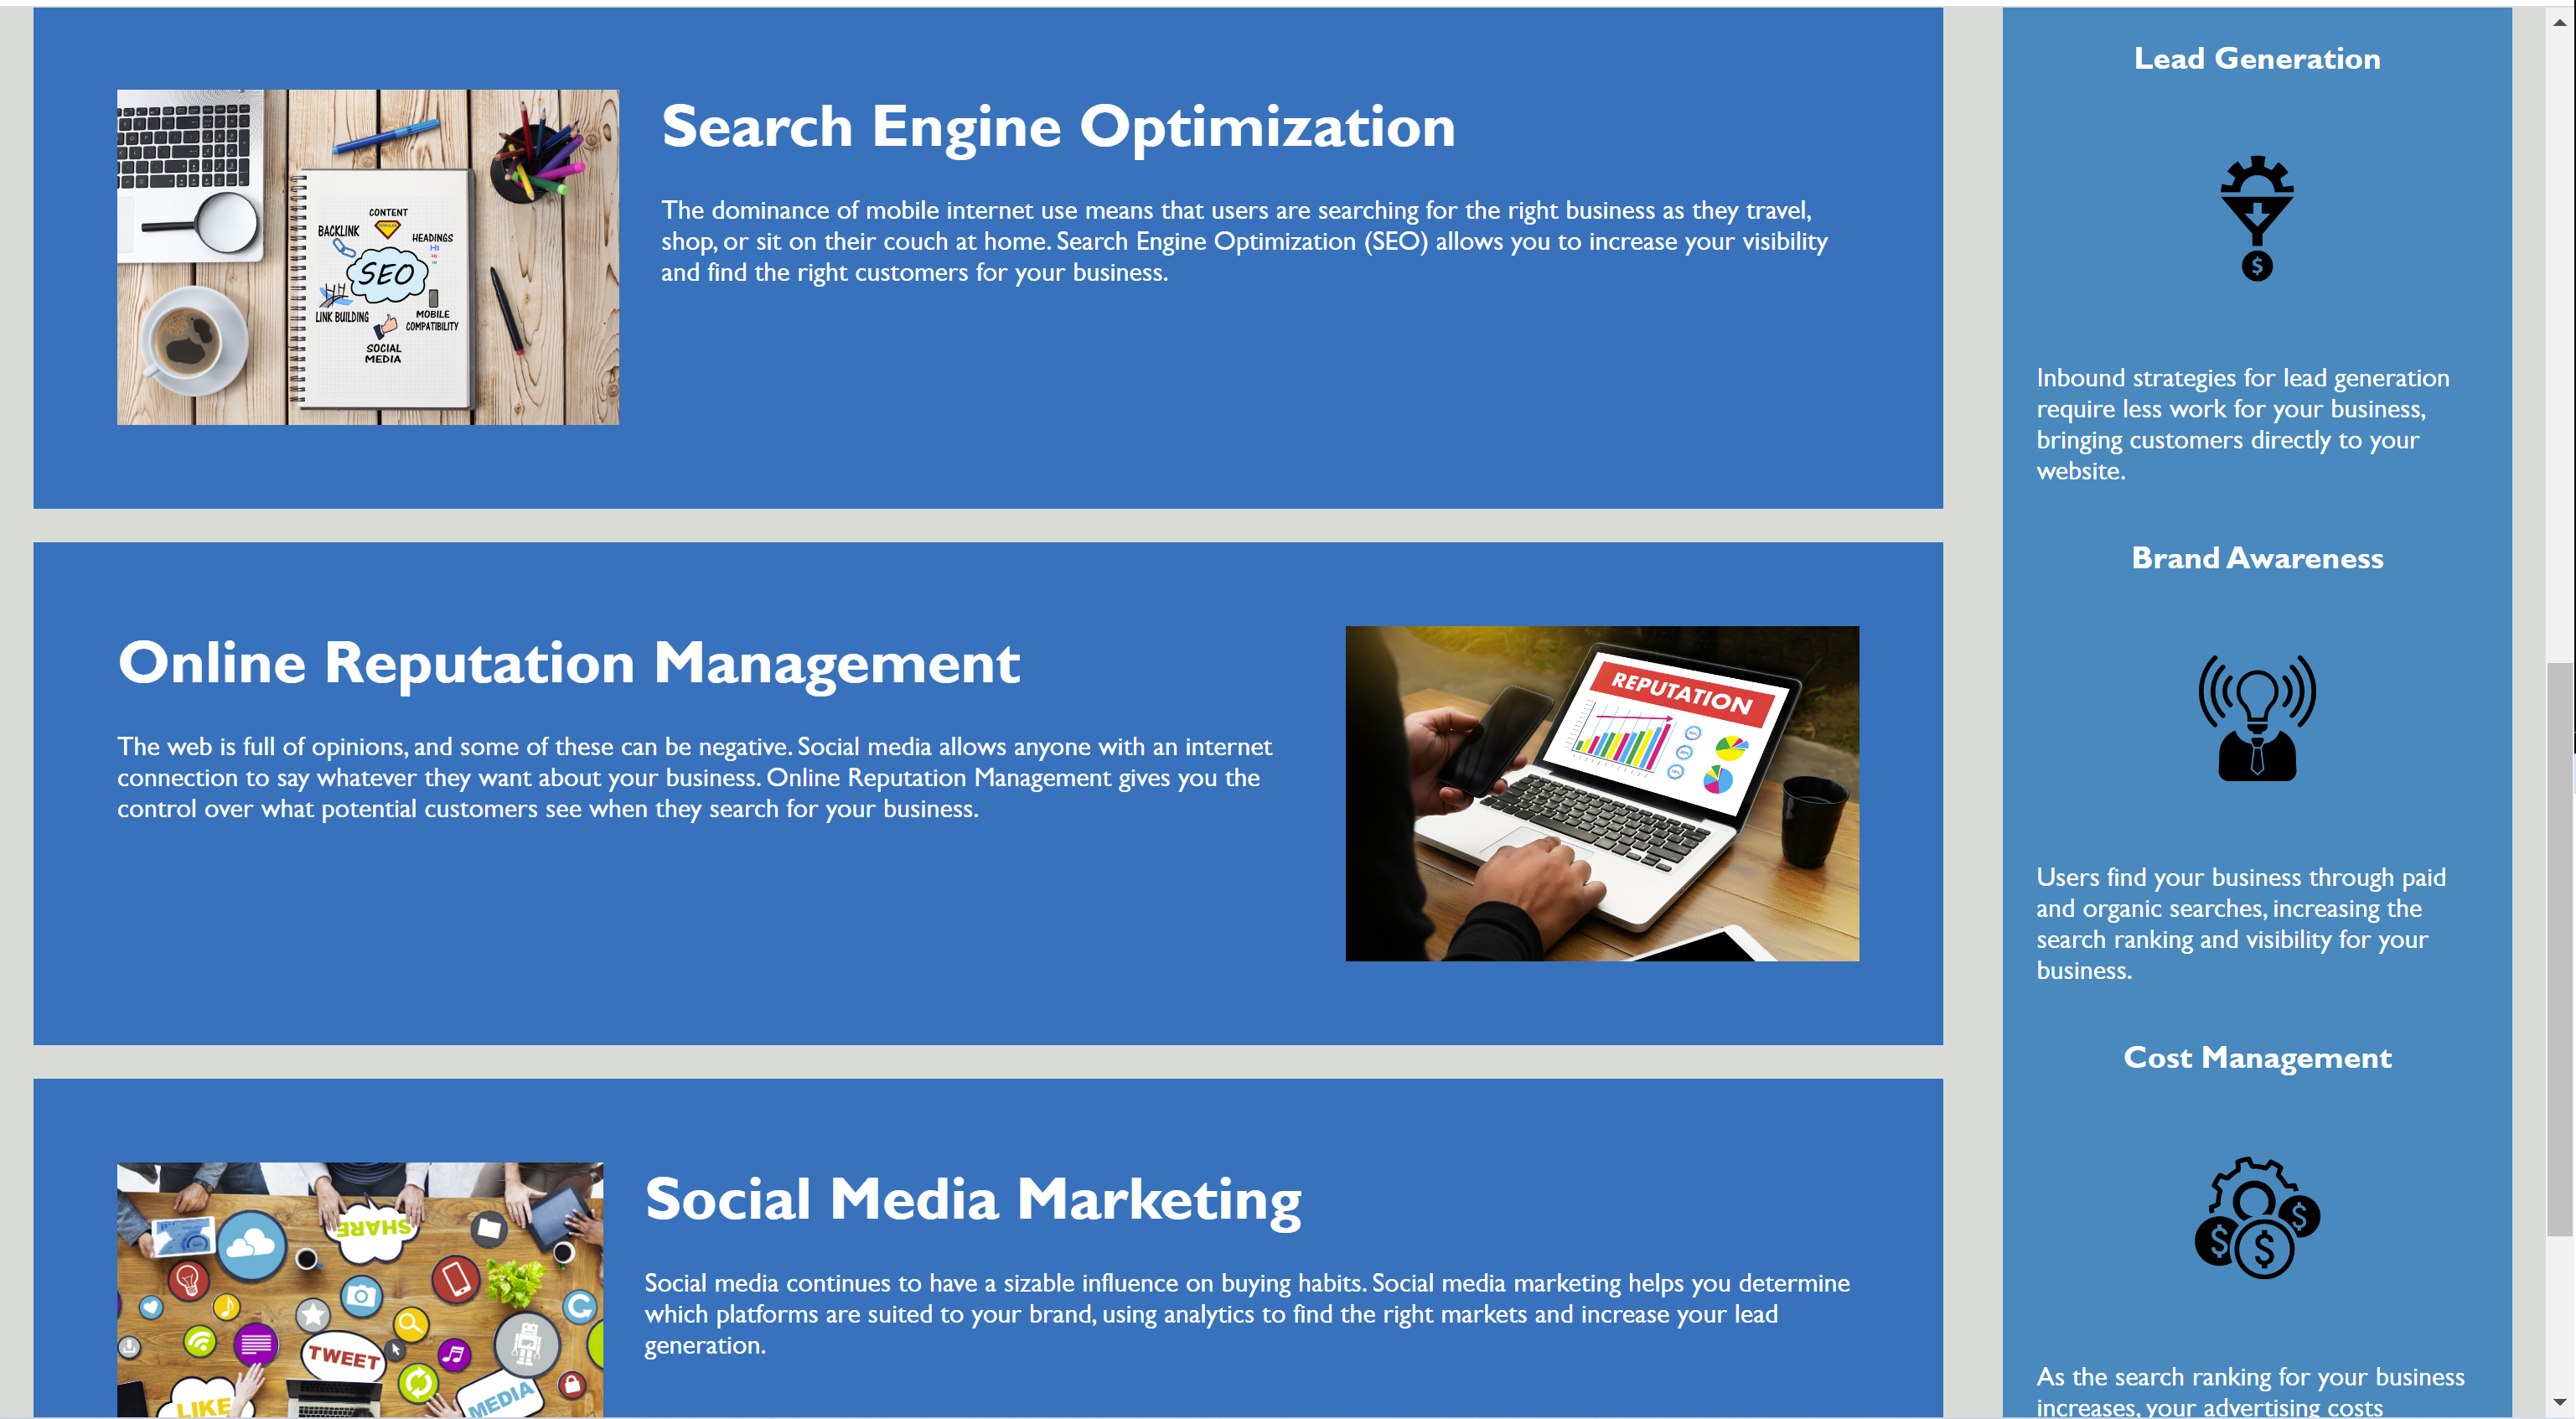 Search Engine Optimization
The dominance of mobile internet use means that users are searching for the right business as they travel,
shop, or sit on their couch at home. Search Engine Optimization (SEO) allows you to increase your visibility
and find the right customers for your business.
CONTENT
BACKLINK
HEADINGS
SEO
LINK BUILDING
MOBILE
COMPATIBILITY
SOCIAL
MEDIA
Online Reputation Management
The web is full of opinions, and some of these can be negative. Social media allows anyone with an internet
connection to say whatever they want about your business. Online Reputation Management gives you the
control over what potential customers see when they search for your business.
REPUTATION
Social Media Marketing
Social media continues to have a sizable influence on buying habits. Social media marketing helps you determine
which platforms are suited to your brand, using analytics to find the right markets and increase your lead
generation.
SHARE
TWEET
LIKE
MEDIA
Lead Generation
$
Inbound strategies for lead generation
require less work for your business,
bringing customers directly to your
website.
Brand Awareness
Users find your business through paid
and organic searches, increasing the
search ranking and visibility for your
business.
Cost Management
$ $ $
As the search ranking for your business
increases, your advertising costs